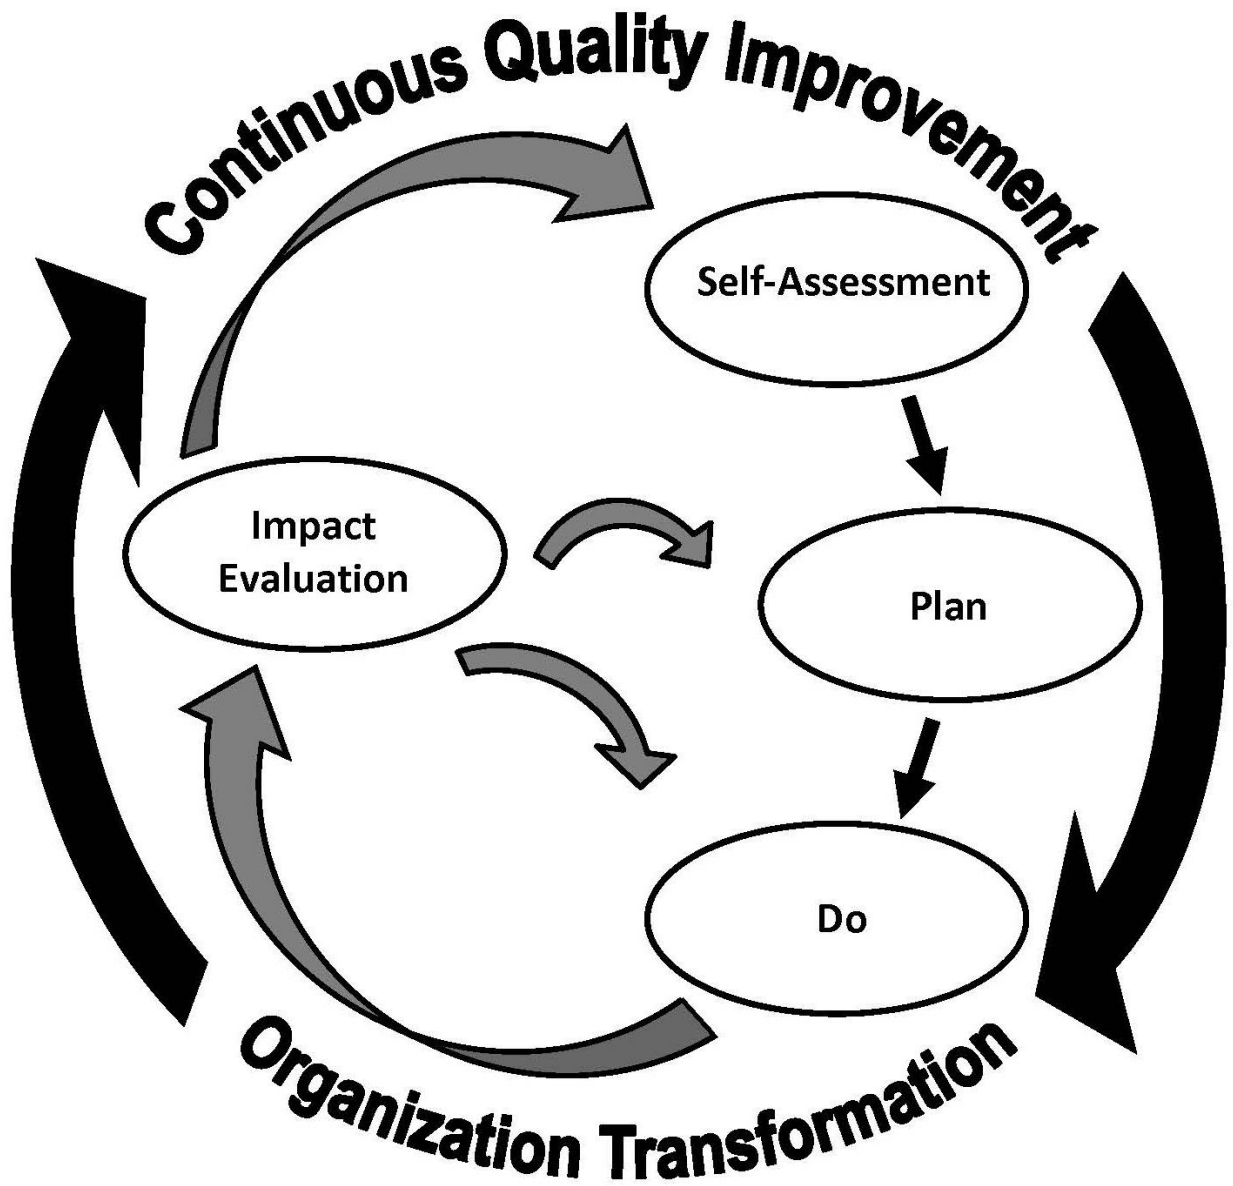 Continuous Quality Improvement
Self-Assessment
Impact
Evaluation
Plan
Do
Organization Transformation